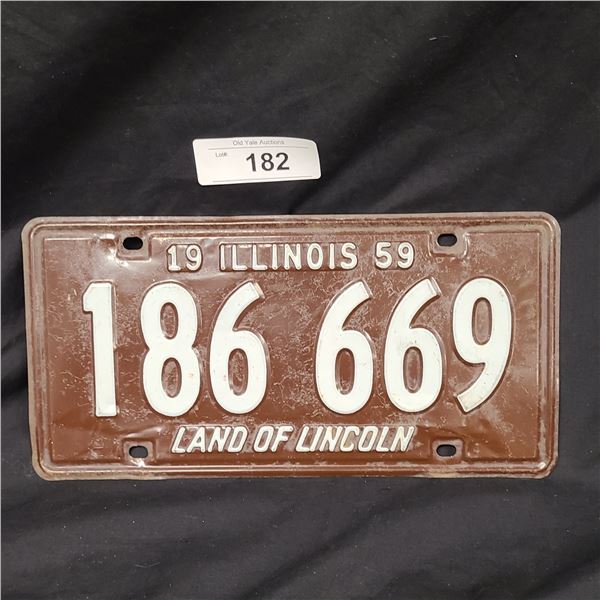 Old Yale Auctions
Lot#: 182
19 ILLINOIS 59
186 669
LAND OF LINCOLN